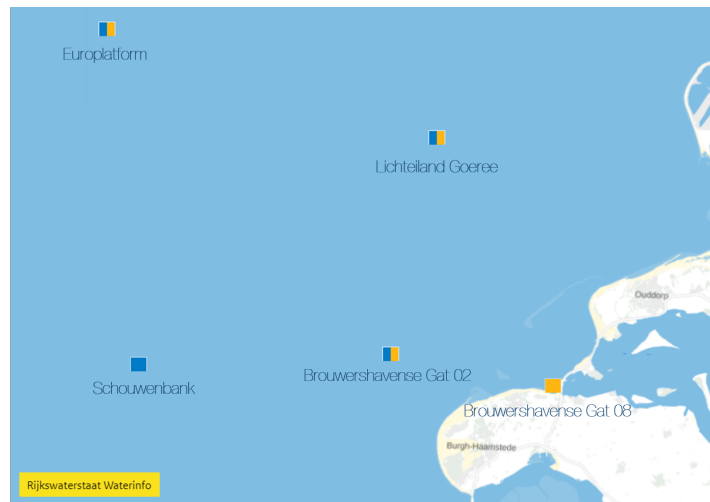 Europlatform
Lichteiland Goeree
Ouddorp
Brouwershavense Gat 02
Schouwenbank
Brouwershavense Gat 08
Burgh-Haamstede
Rijkswaterstaat Waterinfo